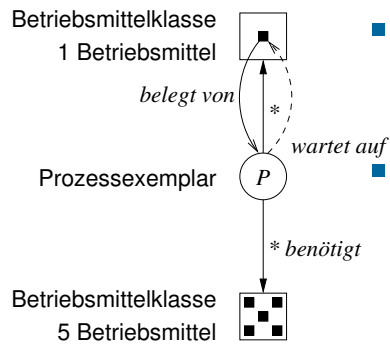 Betriebsmittelklasse
1 Betriebsmittel
belegt von
*
wartet auf
Prozessexemplar
P
* benötigt
Betriebsmittelklasse
5 Betriebsmittel